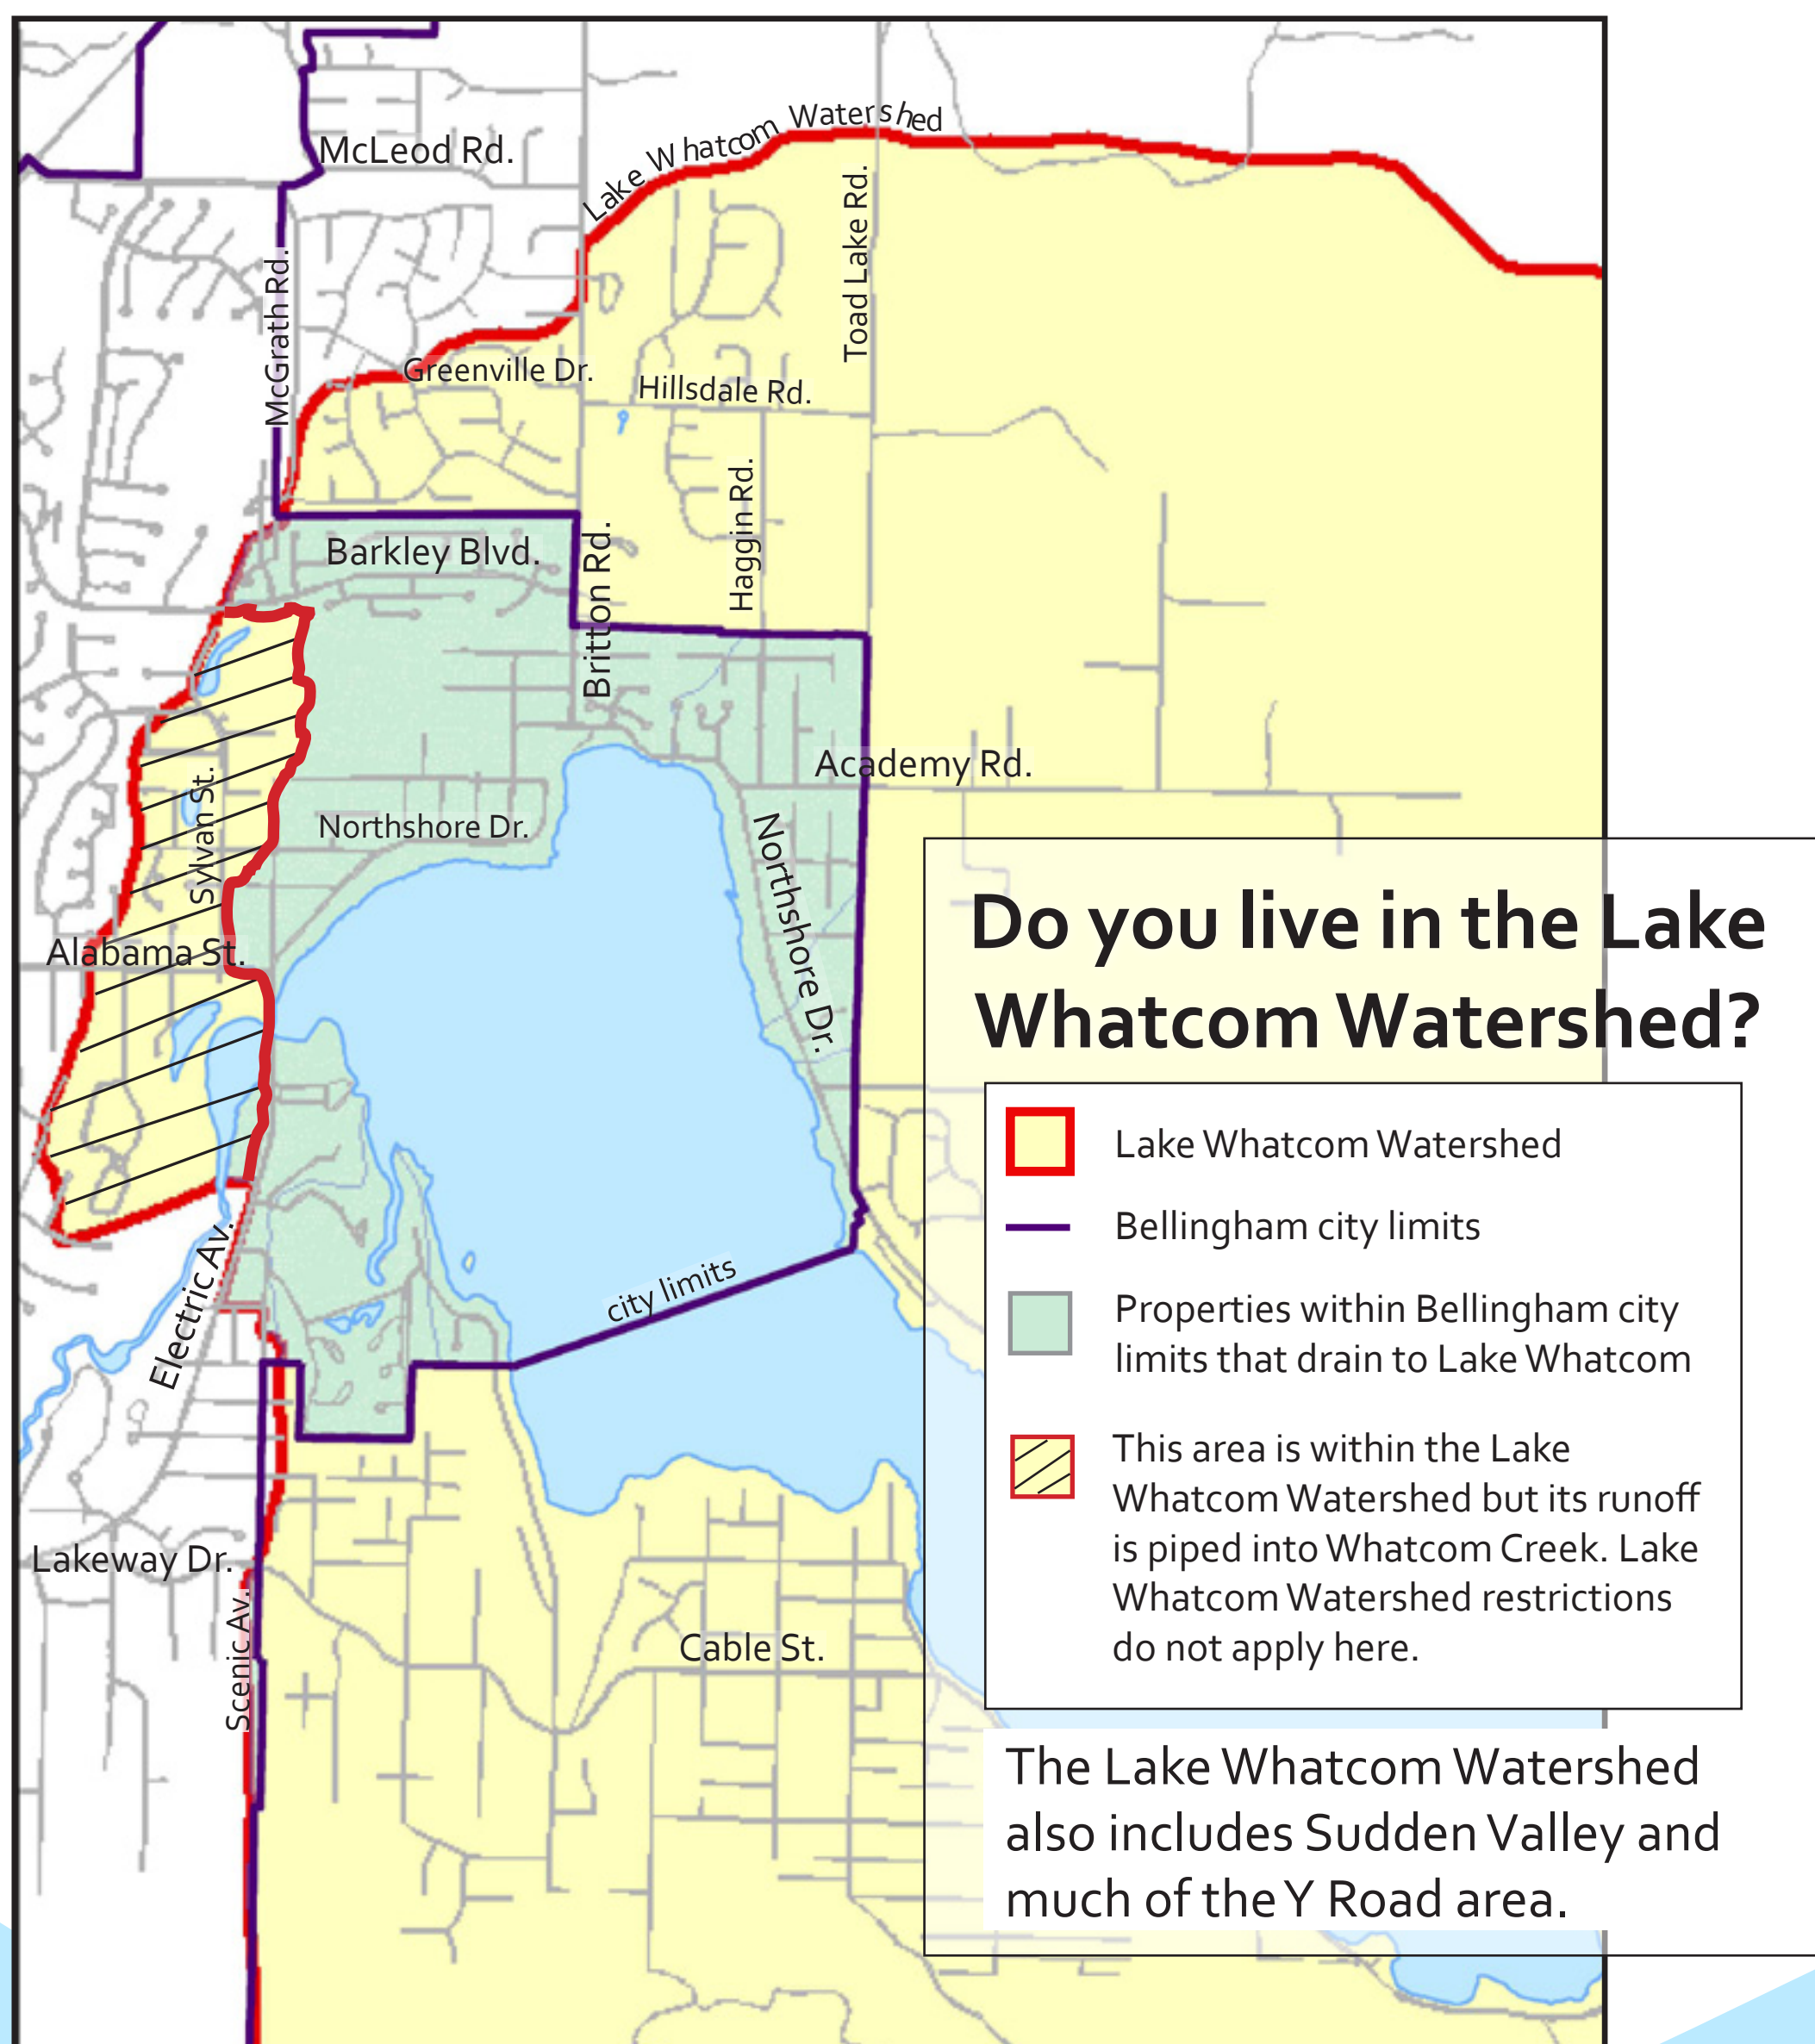 Lake Whatcom Watershed
McLeod Rd.
McGrath Rd.
Toad Lake Rd.
Greenville Dr.
Hillsdale Rd.
Haggin Rd.
Barkley Blvd.
Britton Rd.
Academy Rd.
Sylvan St.
Northshore Dr.
Northshore Dr.
Alabama St.
Electric Av.
city limits
Lakeway Dr.
Scenic Av.
Cable St.
Do you live in the Lake
Whatcom Watershed?
Lake Whatcom Watershed
Bellingham city limits
Properties within Bellingham city
limits that drain to Lake Whatcom
This area is within the Lake
Whatcom Watershed but its runoff
is piped into Whatcom Creek. Lake
Whatcom Watershed restrictions
do not apply here.
The Lake Whatcom Watershed
also includes Sudden Valley and
much of the Y Road area.